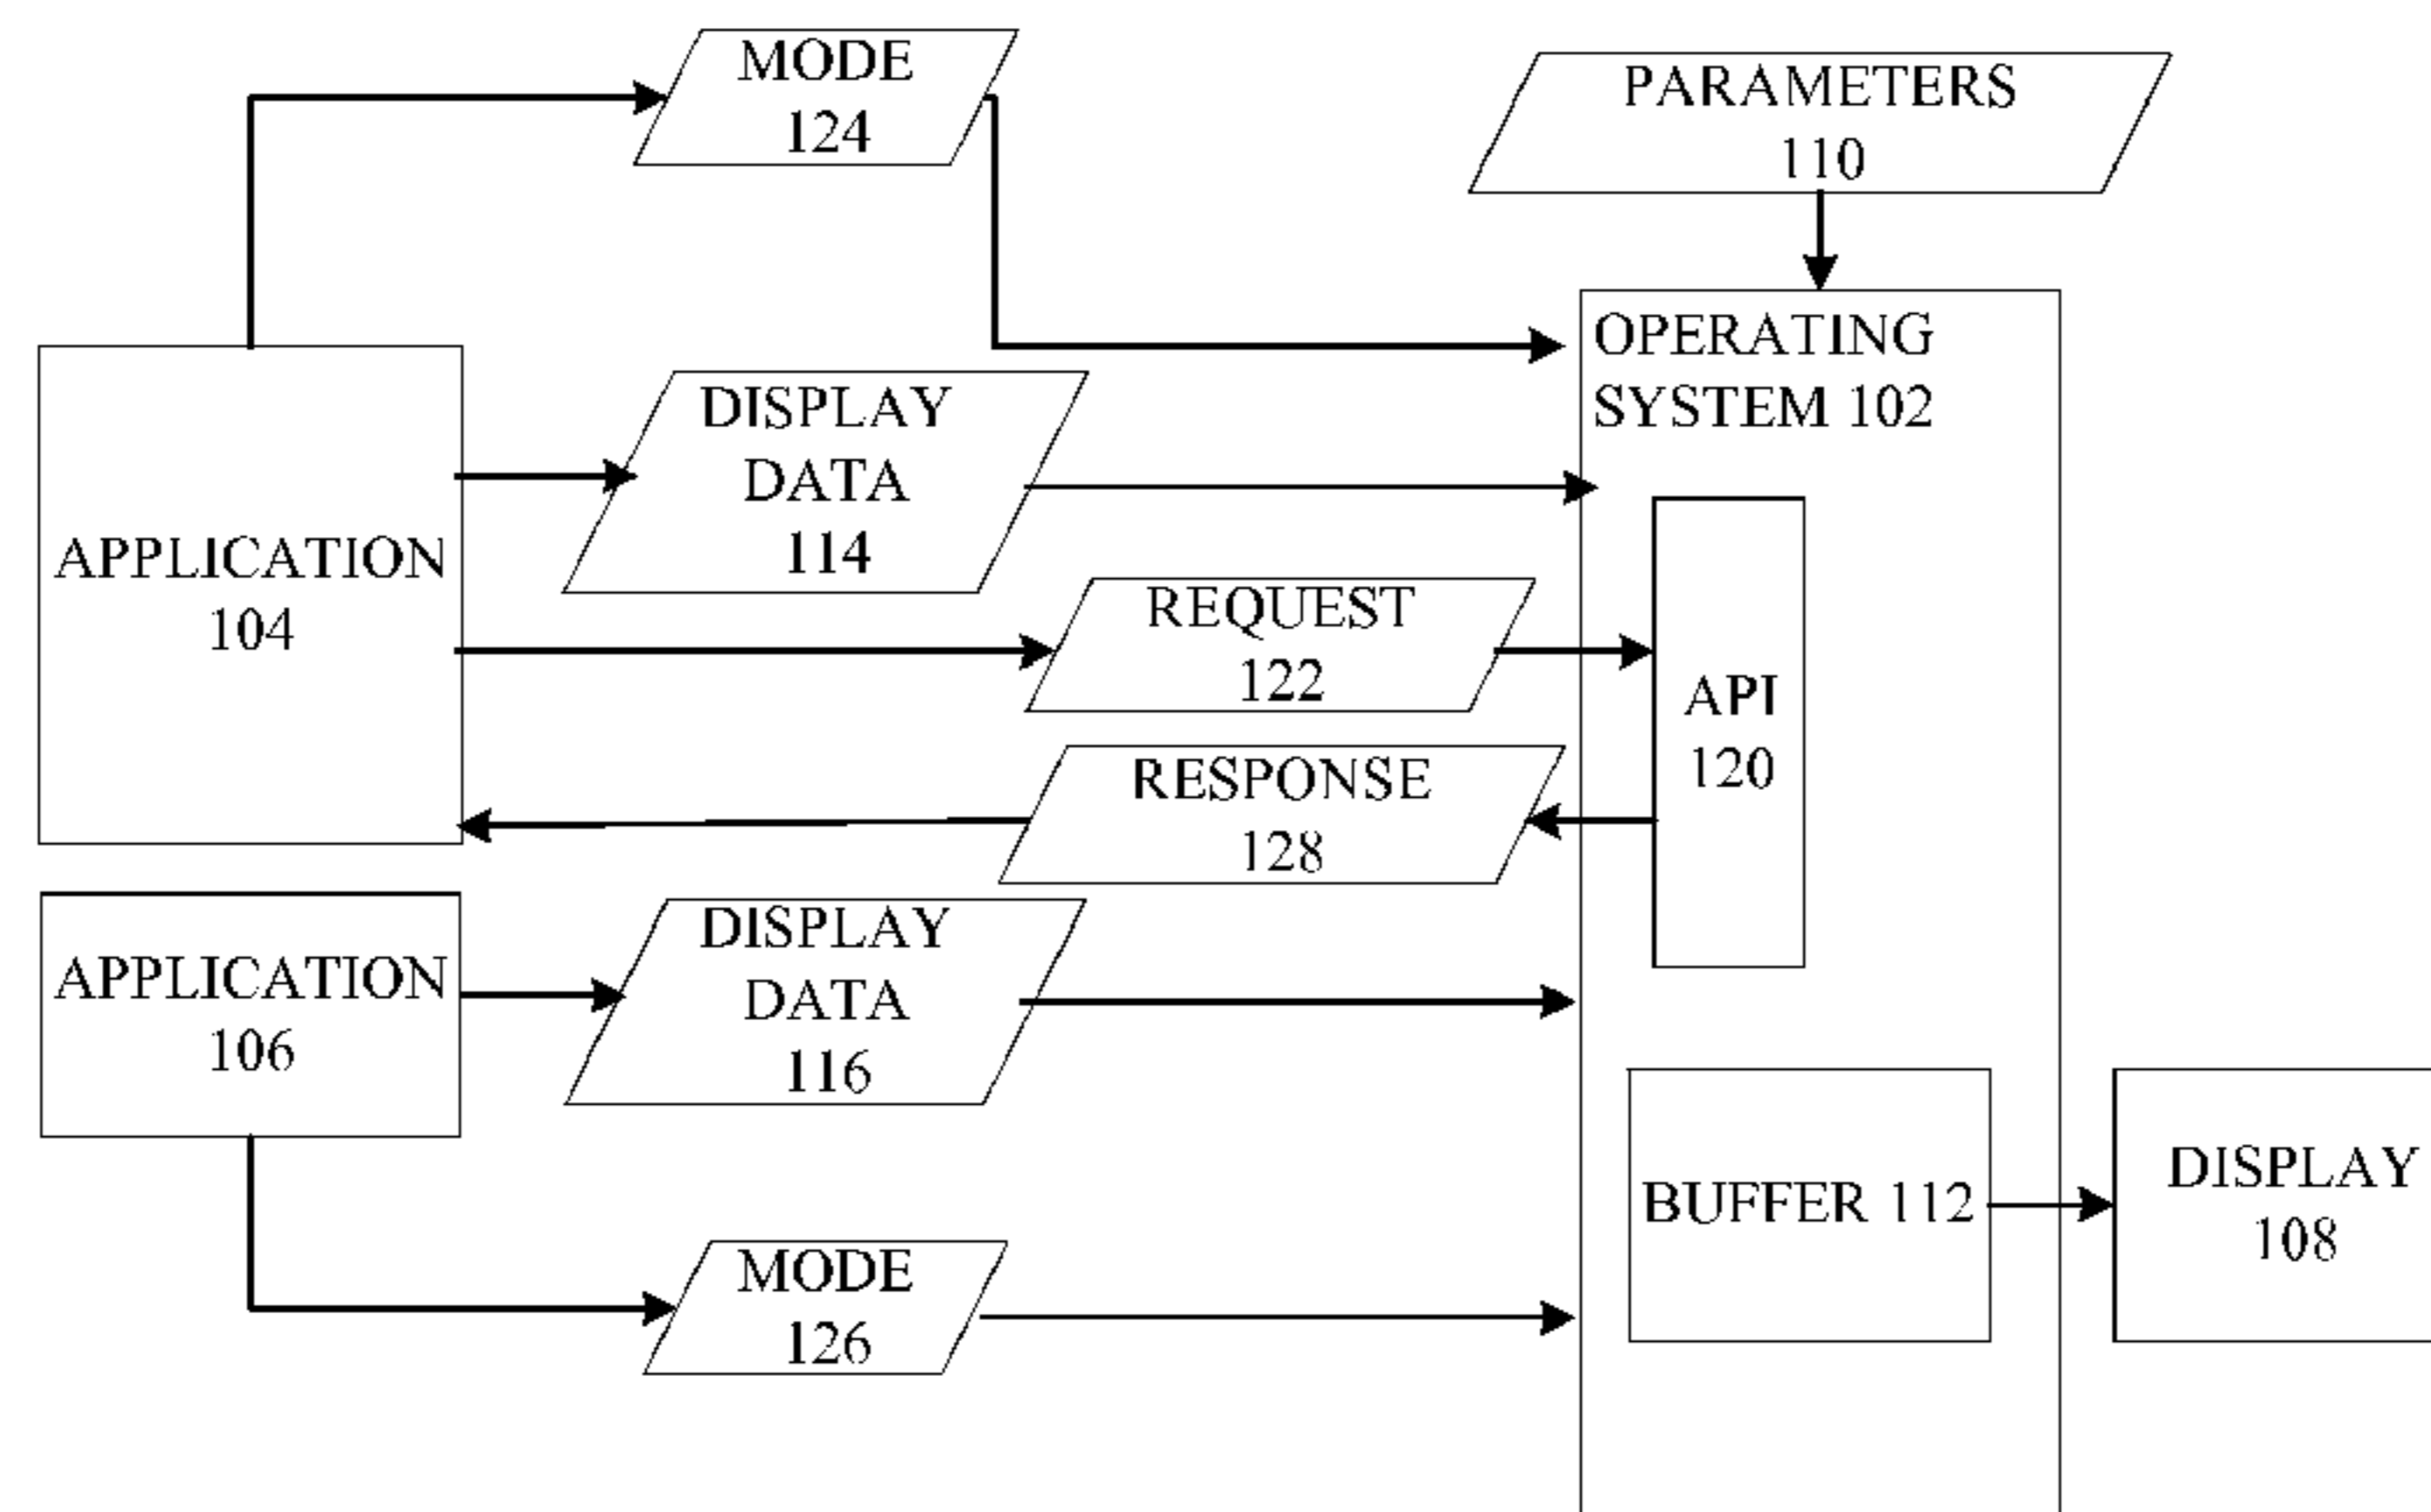 MODE
124
PARAMETERS
110
OPERATING
SYSTEM 102
DISPLAY
DATA
114
APPLICATION
104
REQUEST
122
API
120
RESPONSE
128
DISPLAY
DATA
116
APPLICATION
106
BUFFER 112
DISPLAY
108
MODE
126